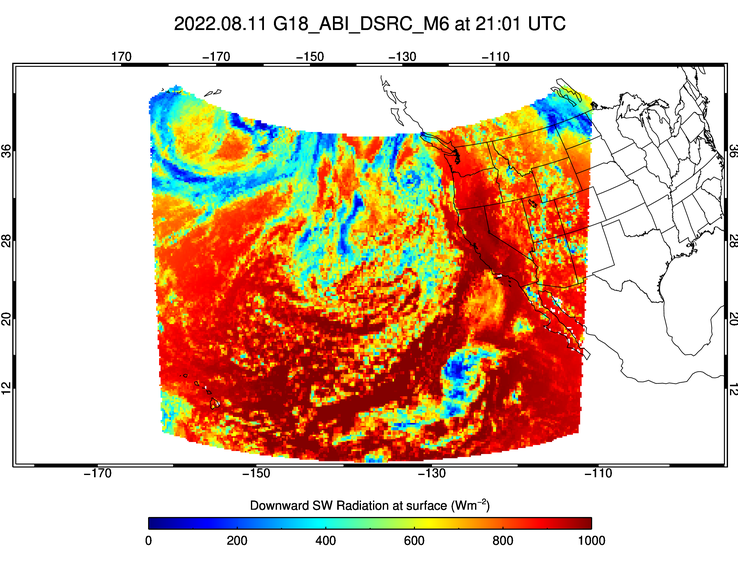 2022.08.11 G18_ABI_DSRC_M6 at 21:01 UTC
170 −170 −150 −130 −110
36 36
28 28
20 20
12 12
−170 −150 −130 −110
Downward SW Radiation at surface (Wm−2)
0 200 400 600 800 1000